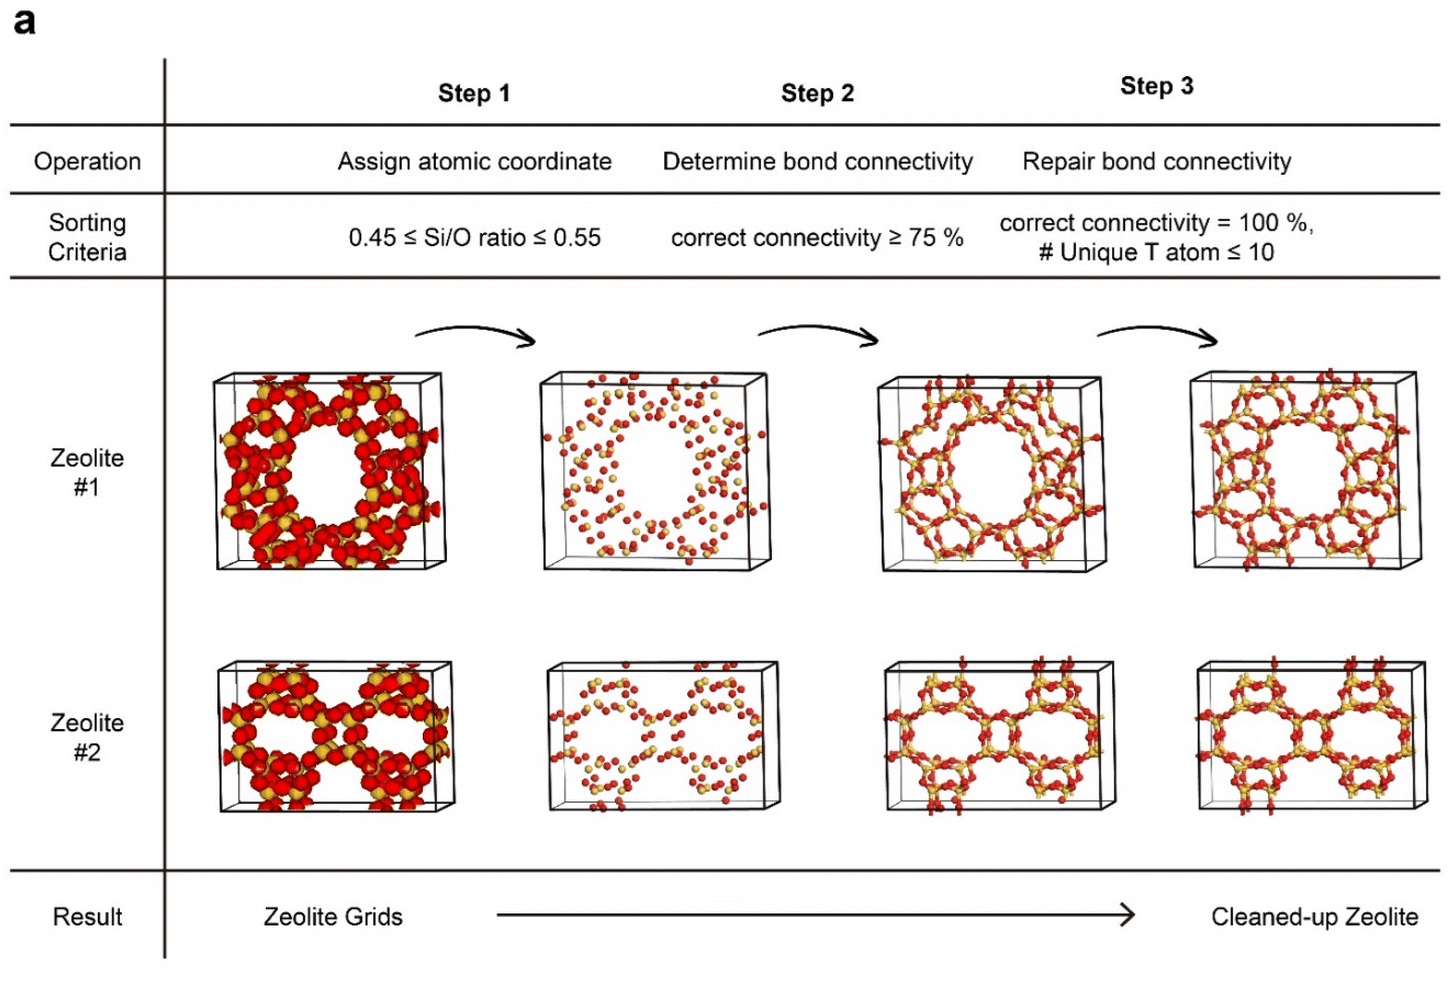 a
Step 1
Step 2
Step 3
Operation
Assign atomic coordinate
Determine bond connectivity
Repair bond connectivity
Sorting
Criteria
0.45 ≤ Si/O ratio ≤ 0.55
correct connectivity ≥ 75 %
correct connectivity = 100 %,
# Unique T atom ≤ 10
Zeolite
#1
Zeolite
#2
Result
Zeolite Grids
Cleaned-up Zeolite